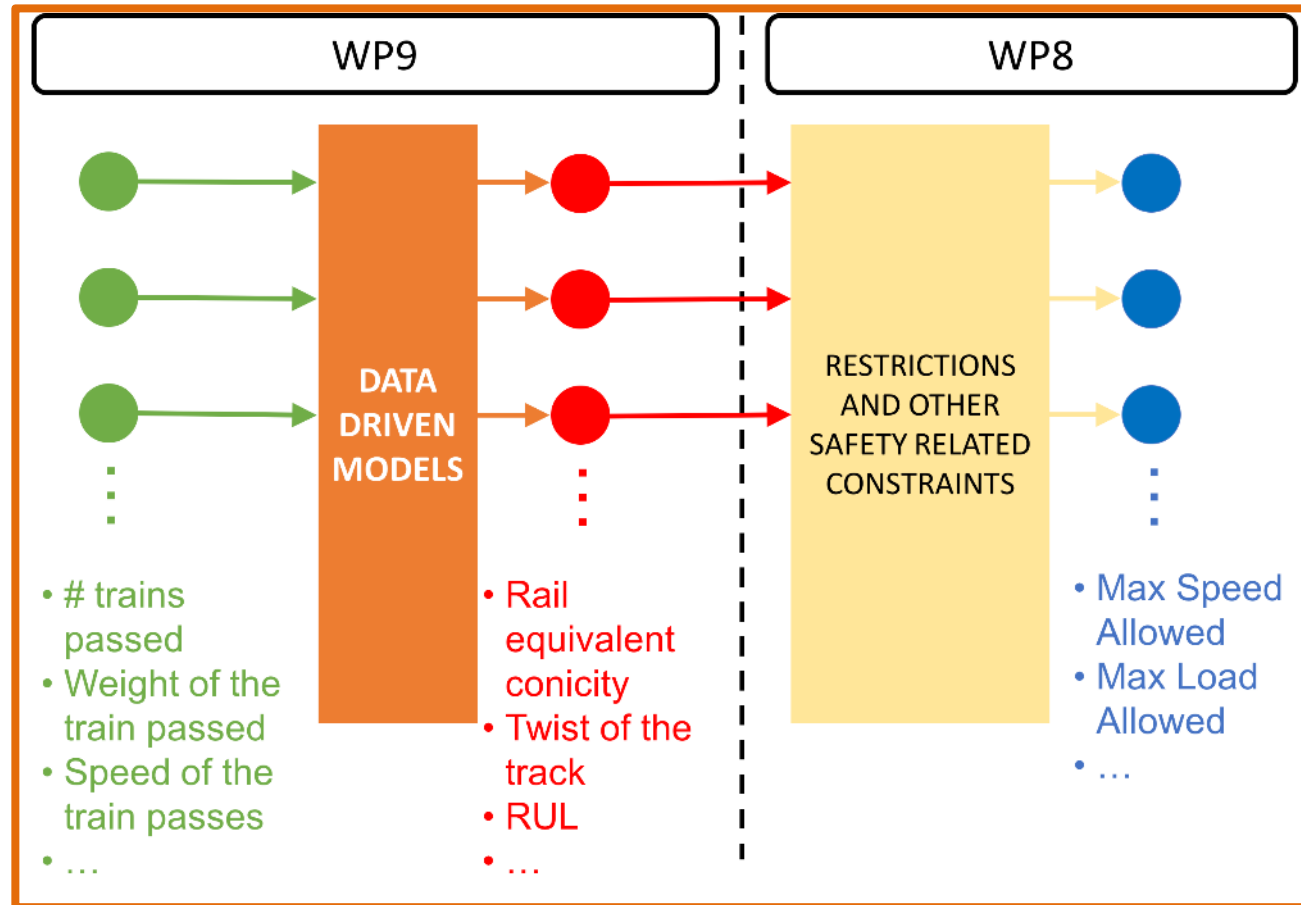 WP9
WP8
DATA
DRIVEN
MODELS
RESTRICTIONS
AND OTHER
SAFETY RELATED
CONSTRAINTS
• # trains
passed
• Weight of the
train passed
• Speed of the
train passes
• …
• Rail
equivalent
conicity
• Twist of the
track
• RUL
• …
• Max Speed
Allowed
• Max Load
Allowed
• …